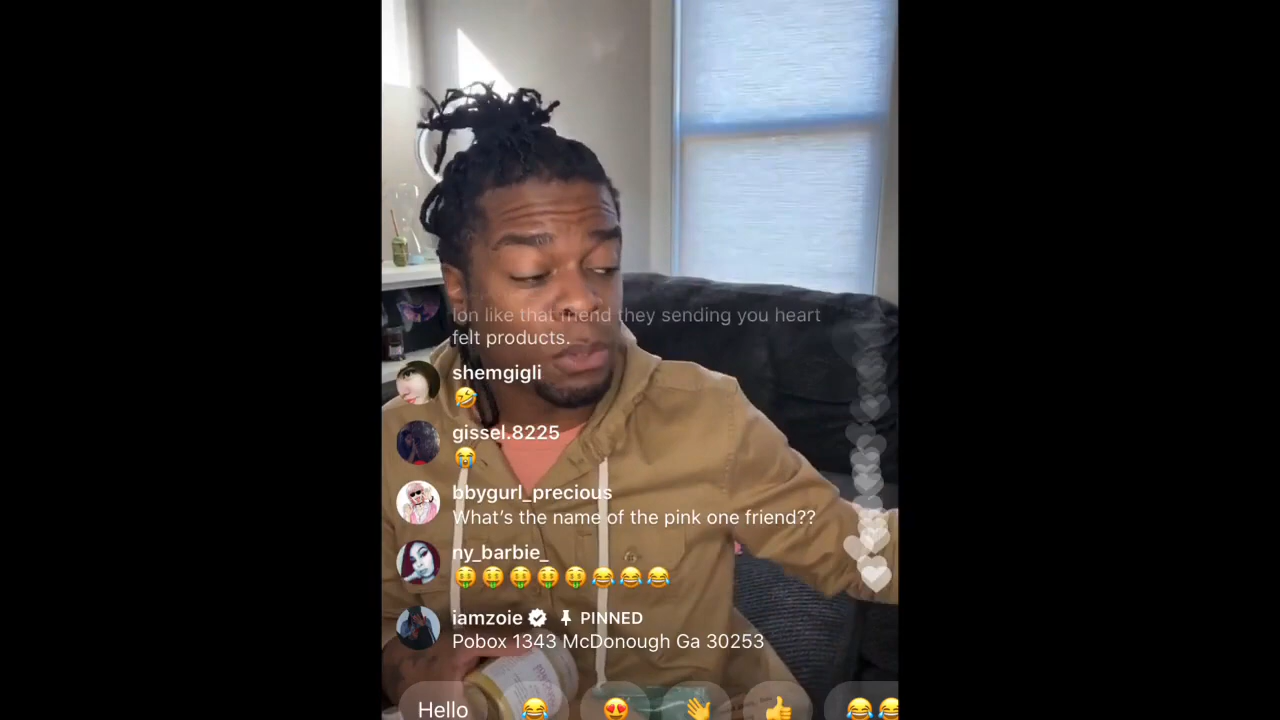 Ion like that friend they sending you heart
felt products.
shemgigli
🤣
gissel.8225
😭
bbygurl_precious
What's the name of the pink one friend??
ny_barbie_
🤑🤑🤑🤑🤑😂😂😂
iamzoie PINNED
Pobox 1343 McDonough Ga 30253
Hello 😂 😍 👋 👍 😂😂